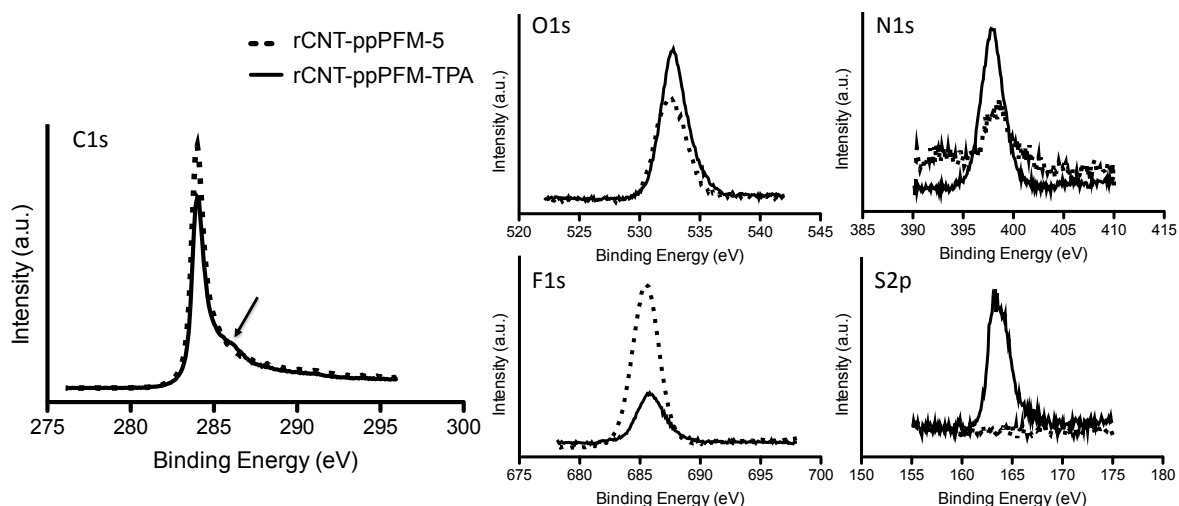 rCNT-ppPFM-5
rCNT-ppPFM-TPA
C1s
Intensity (a.u.)
275 280 285 290 295 300
Binding Energy (eV)
O1s
Intensity (a.u.)
520 525 530 535 540 545
Binding Energy (eV)
N1s
Intensity (a.u.)
385 390 395 400 405 410 415
Binding Energy (eV)
F1s
Intensity (a.u.)
675 680 685 690 695 700
Binding Energy (eV)
S2p
Intensity (a.u.)
150 155 160 165 170 175 180
Binding Energy (eV)